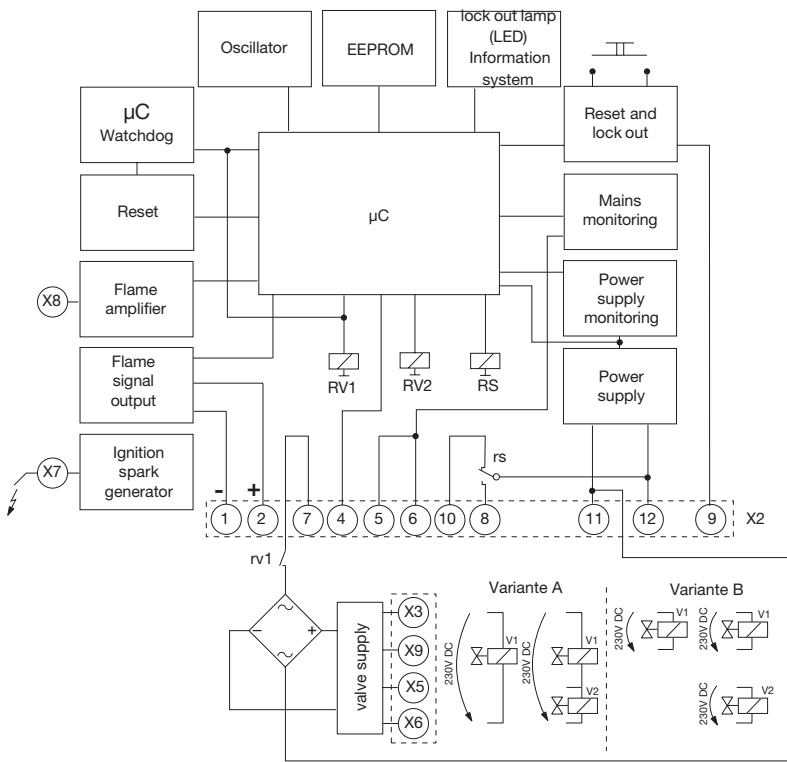 Oscillator
EEPROM
lock out lamp
(LED)
Information
system
µC
Watchdog
Reset and
lock out
Reset
µC
Mains
monitoring
X8
Flame
amplifier
Power
supply
monitoring
Flame
signal
output
RV1
RV2
RS
Power
supply
X7
Ignition
spark
generator
rs
-
+
1
2
7
4
5
6
10
8
11
12
9
X2
rv1
~
-
+
~
valve supply
X3
X9
X5
X6
Variante A
230V DC
V1
230V DC
V1
V2
Variante B
230V DC
V1
230V DC
V1
230V DC
V2